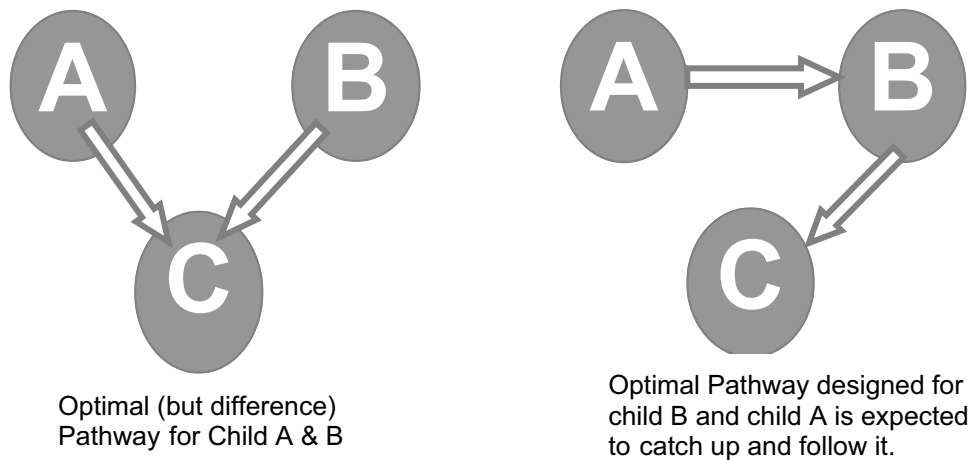 A
B
C
Optimal (but difference)
Pathway for Child A & B
A
B
C
Optimal Pathway designed for
child B and child A is expected
to catch up and follow it.